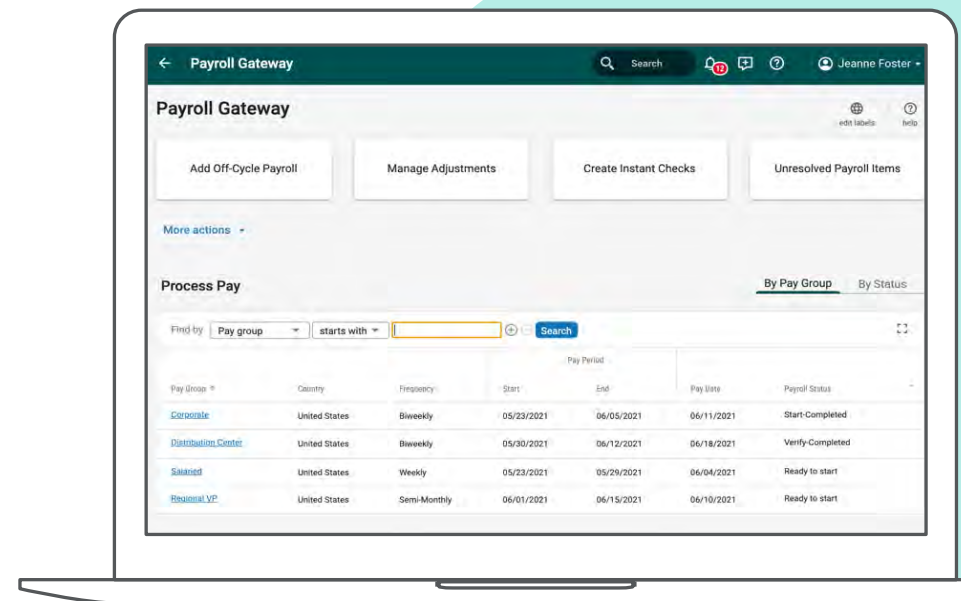 Payroll Gateway Search 12 Jeanne Foster
Payroll Gateway
edit labels help
Add Off-Cycle Payroll Manage Adjustments Create Instant Checks Unresolved Payroll Items
More actions
Process Pay By Pay Group By Status
Find by Pay group starts with Search
Pay Period
Pay Group Country Frequency Start End Pay Date Payroll Status
Corporate United States Biweekly 05/23/2021 06/05/2021 06/11/2021 Start-Completed
Distribution Center United States Biweekly 05/30/2021 06/12/2021 06/18/2021 Verify-Completed
Salaried United States Weekly 05/23/2021 05/29/2021 06/04/2021 Ready to start
Regional VP United States Semi-Monthly 06/01/2021 06/15/2021 06/10/2021 Ready to start